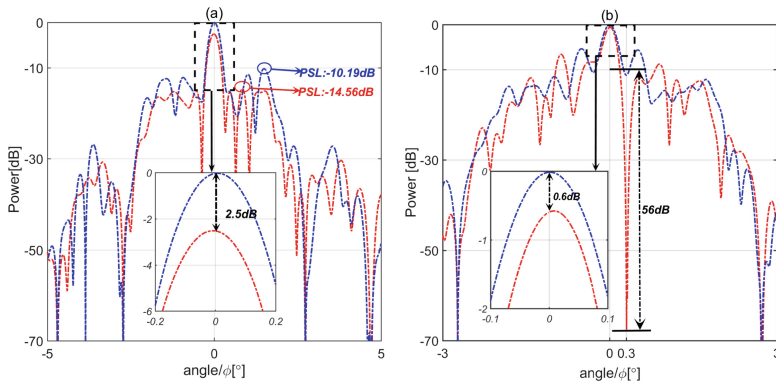 (a)
0
-10
-30
-50
-70
Power[dB]
PSL:-10.19dB
PSL:-14.56dB
0
-2
-4
-6
2.5dB
-0.2
0
0.2
-5
0
5
angle/ϕ[°]
(b)
0
-10
-30
-50
-70
Power [dB]
56dB
0
-1
-2
0.6dB
-0.1
0
0.1
-3
0
0.3
3
angle/ϕ[°]